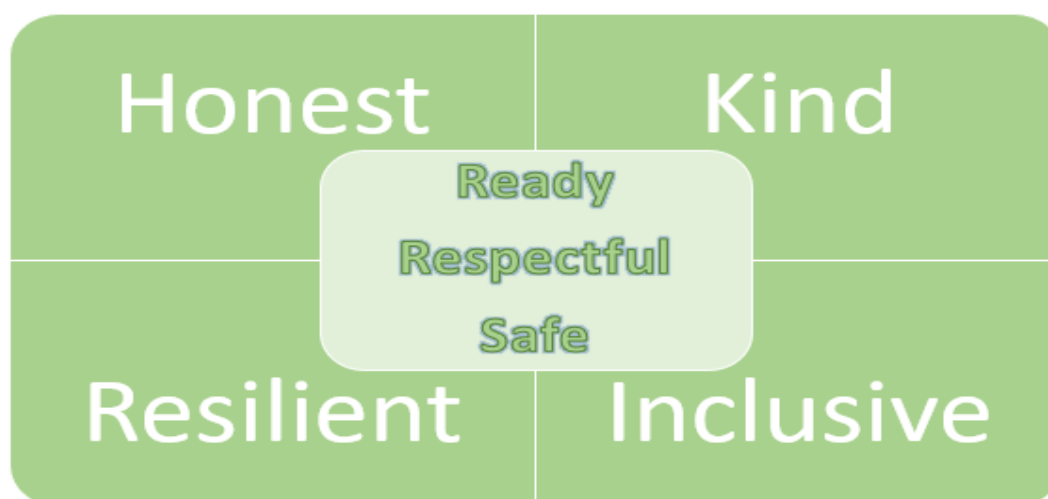 Honest
Kind
Ready
Respectful
Safe
Resilient
Inclusive